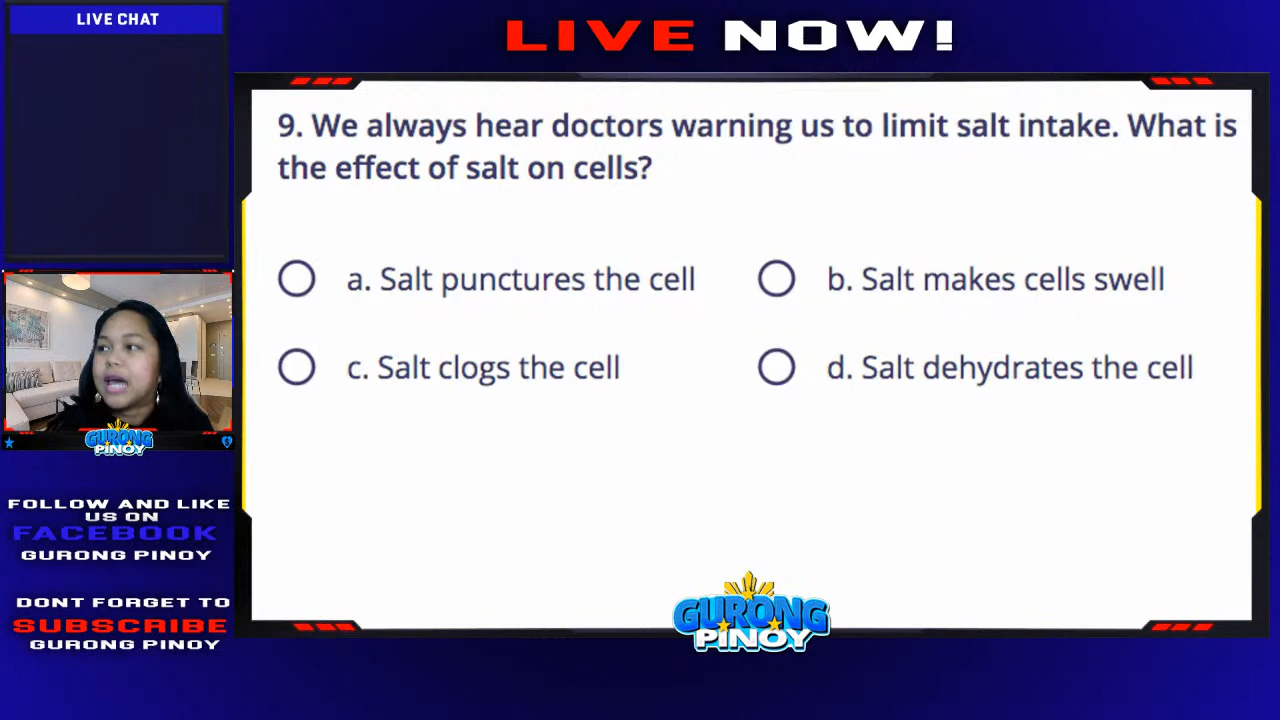 LIVE CHAT
LIVE NOW!
9. We always hear doctors warning us to limit salt intake. What is
the effect of salt on cells?
a. Salt punctures the cell
b. Salt makes cells swell
c. Salt clogs the cell
d. Salt dehydrates the cell
GURONG
PINOY
FOLLOW AND LIKE
US ON
FACEBOOK
GURONG PINOY
DONT FORGET TO
SUBSCRIBE
GURONG PINOY
GURONG
PINOY